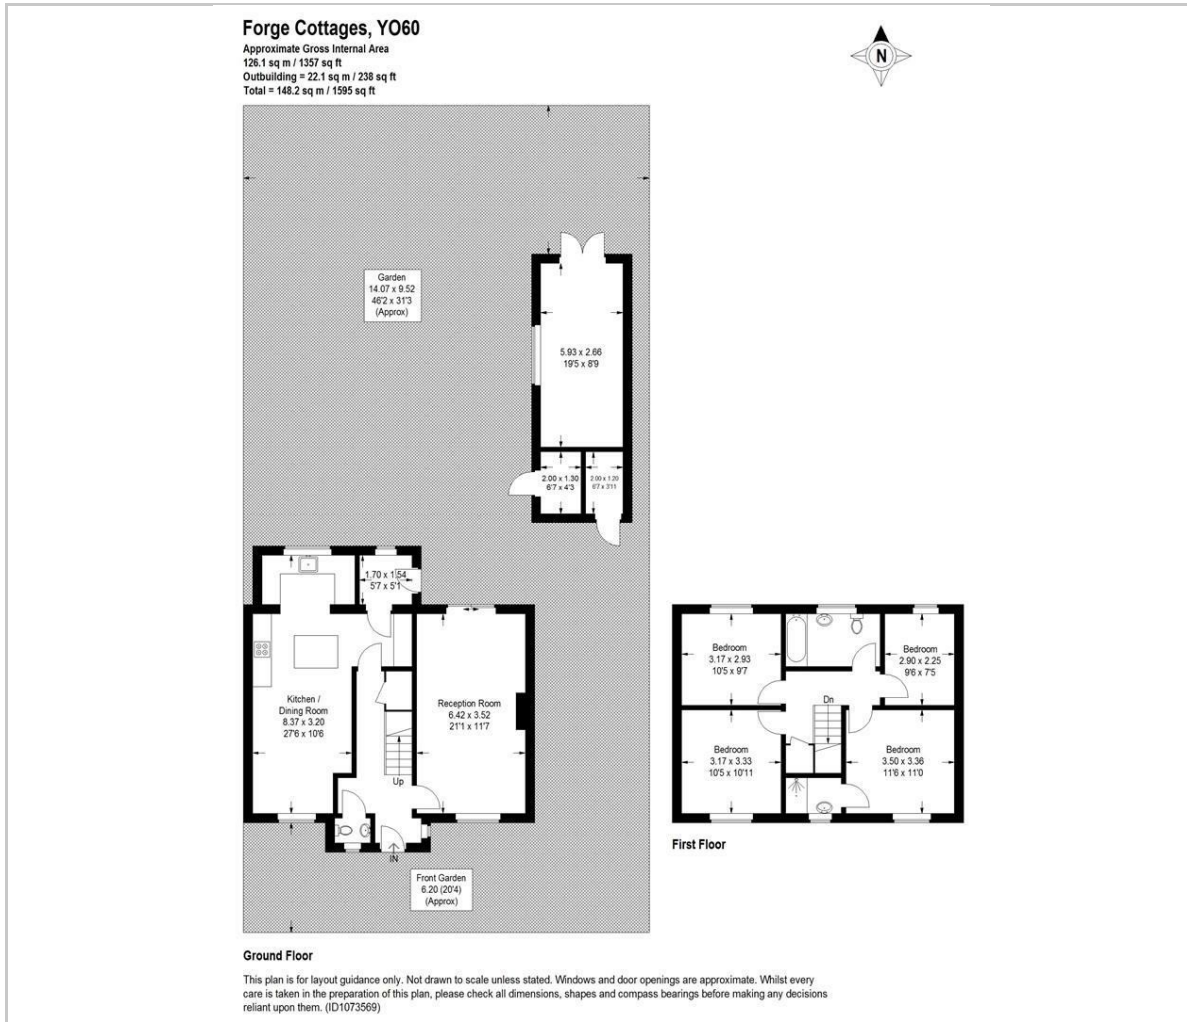 Forge Cottages, YO60
Approximate Gross Internal Area
126.1 sq m / 1357 sq ft
Outbuilding = 22.1 sq m / 238 sq ft
Total = 148.2 sq m / 1595 sq ft
N
Garden
14.07 x 9.52
46'2 x 31'3
(Approx)
5.93 x 2.66
19'5 x 8'9
2.00 x 1.30
6'7 x 4'3
2.00 x 1.20
6'7 x 3'11
1.70 x 1.54
5'7 x 5'1
Kitchen /
Dining Room
8.37 x 3.20
27'6 x 10'6
Reception Room
6.42 x 3.52
21'1 x 11'7
Up
IN
Front Garden
6.20 (20'4)
(Approx)
Ground Floor
Bedroom
3.17 x 2.93
10'5 x 9'7
Bedroom
2.90 x 2.25
9'6 x 7'5
Dn
Bedroom
3.17 x 3.33
10'5 x 10'11
Bedroom
3.50 x 3.36
11'6 x 11'0
First Floor
This plan is for layout guidance only. Not drawn to scale unless stated. Windows and door openings are approximate. Whilst every
care is taken in the preparation of this plan, please check all dimensions, shapes and compass bearings before making any decisions
reliant upon them. (ID1073569)